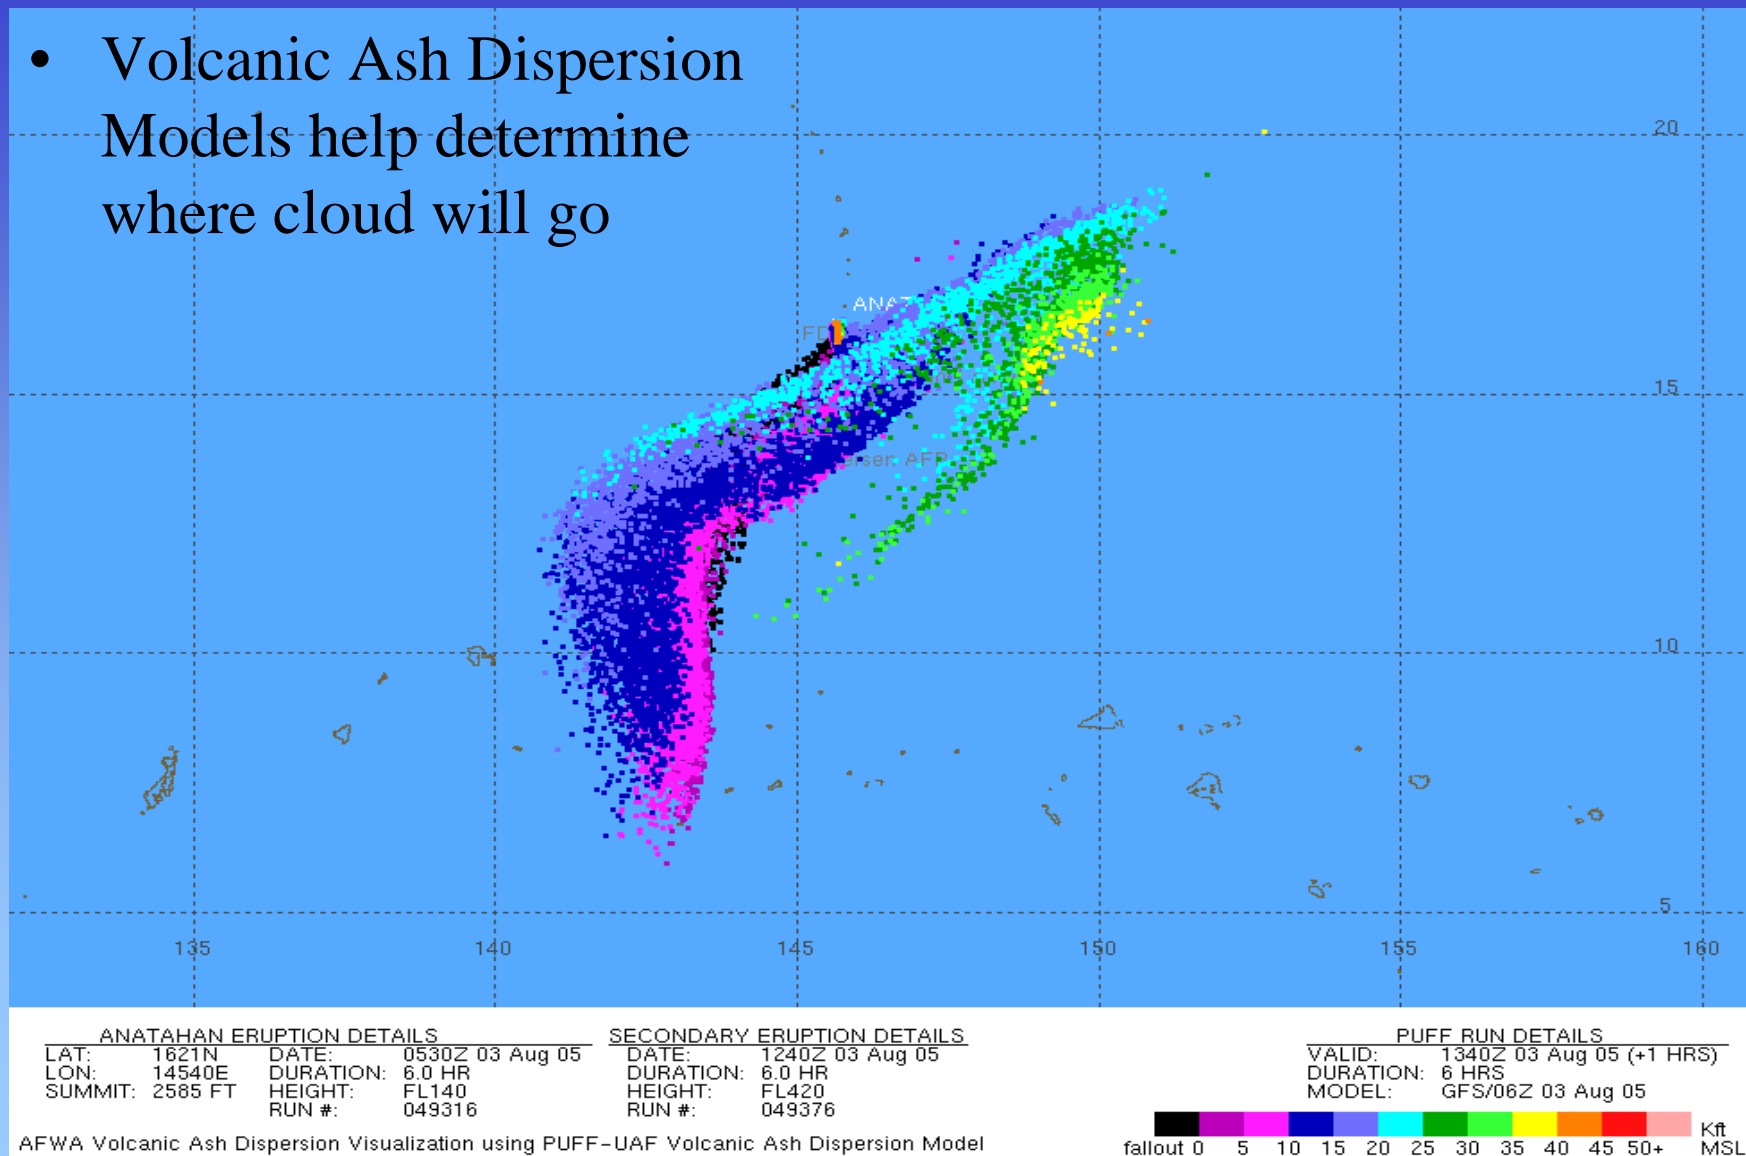 • Volcanic Ash Dispersion
Models help determine
where cloud will go
20
ANAT
FD
15
ersen AFB
10
5
135 140 145 150 155 160
ANATAHAN ERUPTION DETAILS
LAT: 1621N DATE: 0530Z 03 Aug 05
LON: 14540E DURATION: 6.0 HR
SUMMIT: 2585 FT HEIGHT: FL140
RUN #: 049316
SECONDARY ERUPTION DETAILS
DATE: 1240Z 03 Aug 05
DURATION: 6.0 HR
HEIGHT: FL420
RUN #: 049376
PUFF RUN DETAILS
VALID: 1340Z 03 Aug 05 (+1 HRS)
DURATION: 6 HRS
MODEL: GFS/06Z 03 Aug 05
AFWA Volcanic Ash Dispersion Visualization using PUFF-UAF Volcanic Ash Dispersion Model
fallout 0 5 10 15 20 25 30 35 40 45 50+ Kft MSL